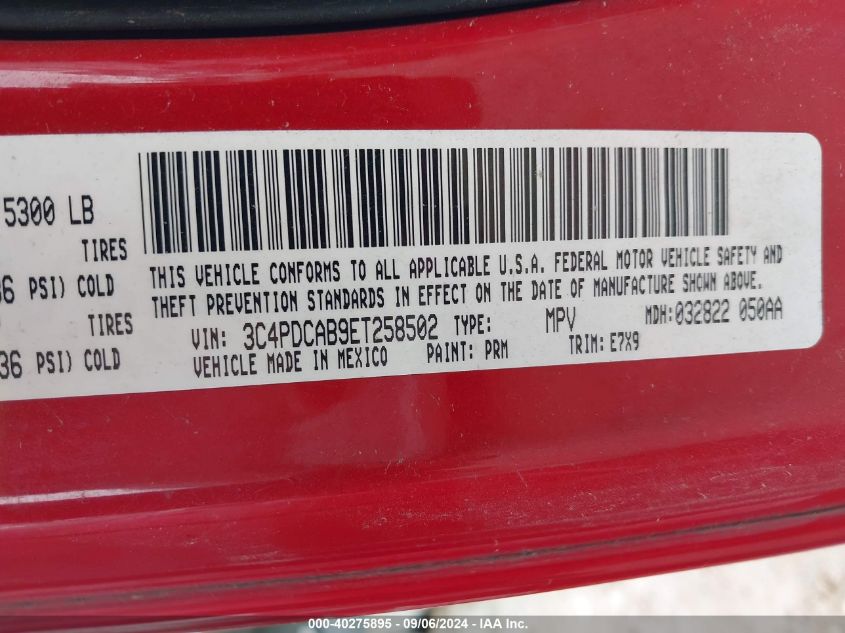 5300 LB
TIRES
36 PSI) COLD
TIRES
36 PSI) COLD
THIS VEHICLE CONFORMS TO ALL APPLICABLE U.S.A. FEDERAL MOTOR VEHICLE SAFETY AND
THEFT PREVENTION STANDARDS IN EFFECT ON THE DATE OF MANUFACTURE SHOWN ABOVE.
VIN: 3C4PDCAB9ET258502 TYPE: MPV MDH:032822 050AA
VEHICLE MADE IN MEXICO PAINT: PRM TRIM: E7X9
000-40275895 - 09/06/2024 - IAA Inc.